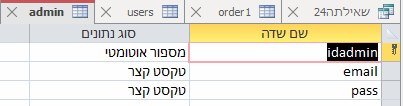 admin users order1 שאילתה24
שם שדה סוג נתונים
idadmin מספור אוטומטי
email טקסט קצר
pass טקסט קצר